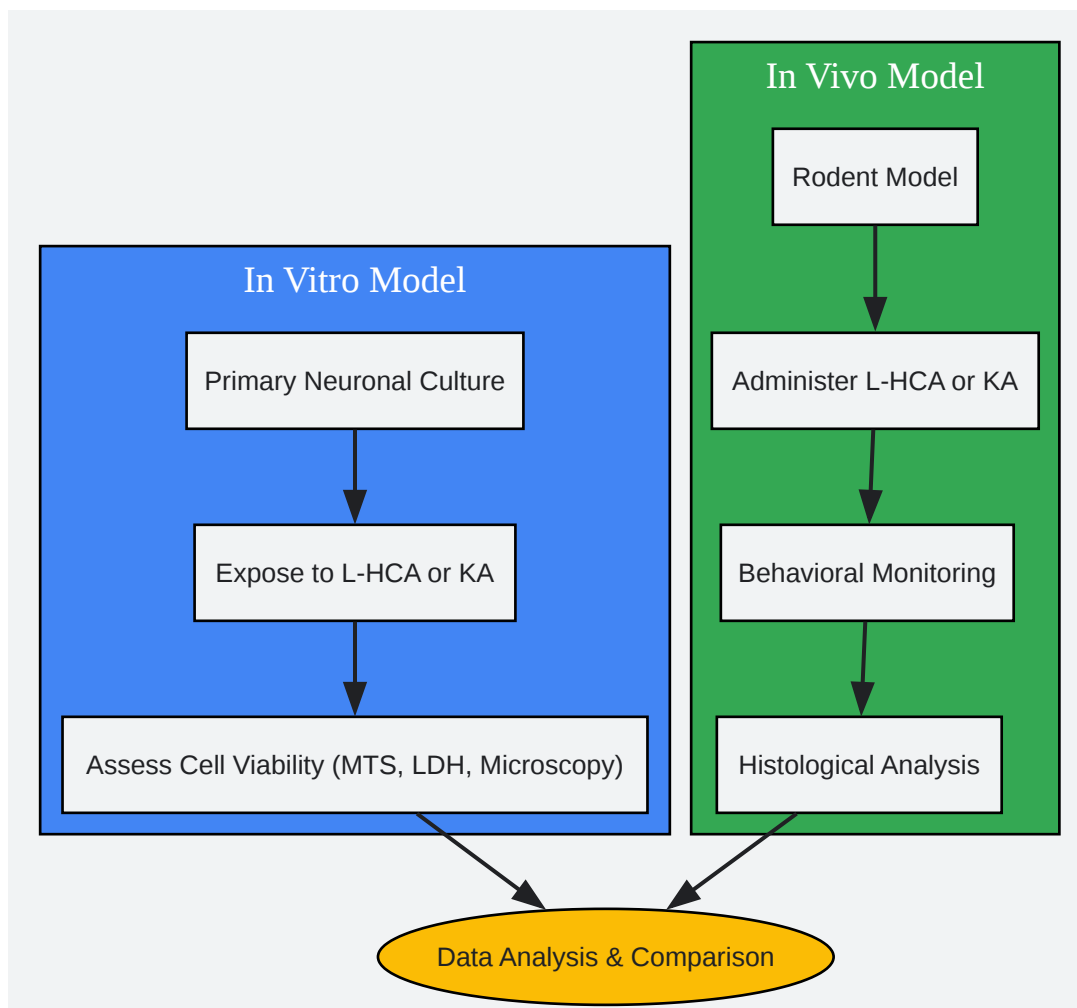 In Vitro Model
Primary Neuronal Culture
Expose to L-HCA or KA
Assess Cell Viability (MTS, LDH, Microscopy)
In Vivo Model
Rodent Model
Administer L-HCA or KA
Behavioral Monitoring
Histological Analysis
Data Analysis & Comparison